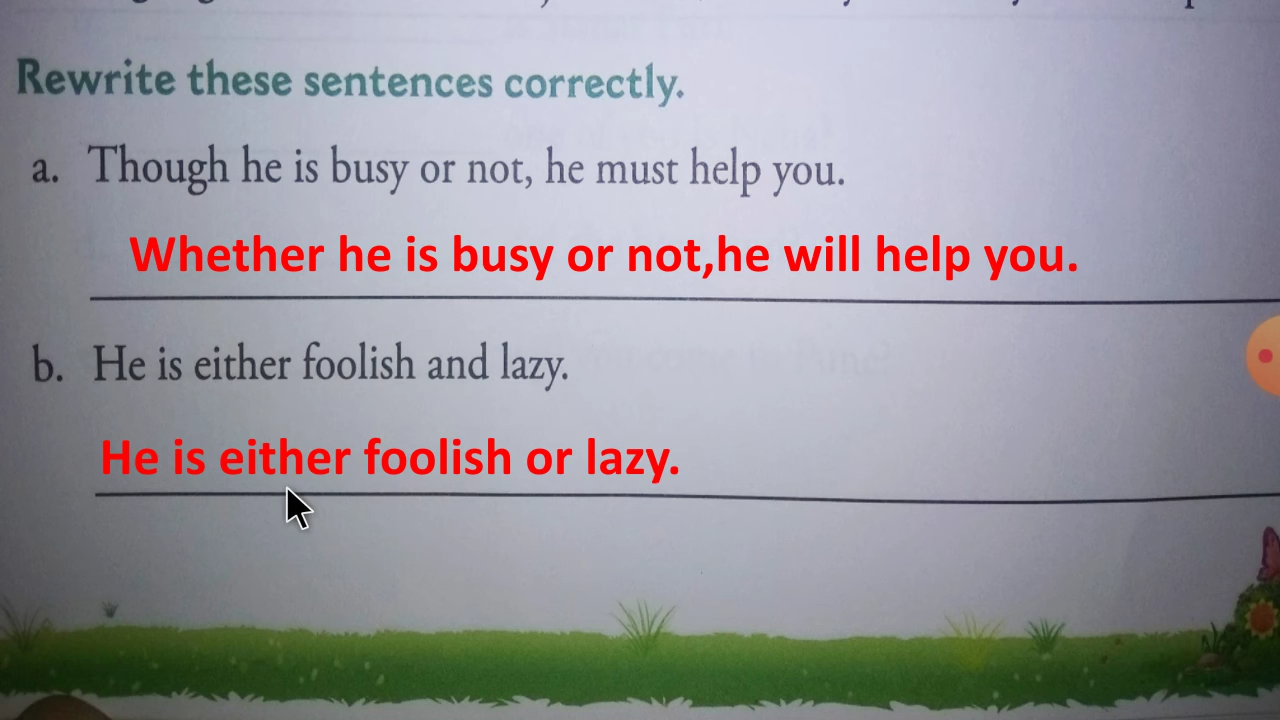 Rewrite these sentences correctly.
a. Though he is busy or not, he must help you.
Whether he is busy or not,he will help you.
b. He is either foolish and lazy.
He is either foolish or lazy.